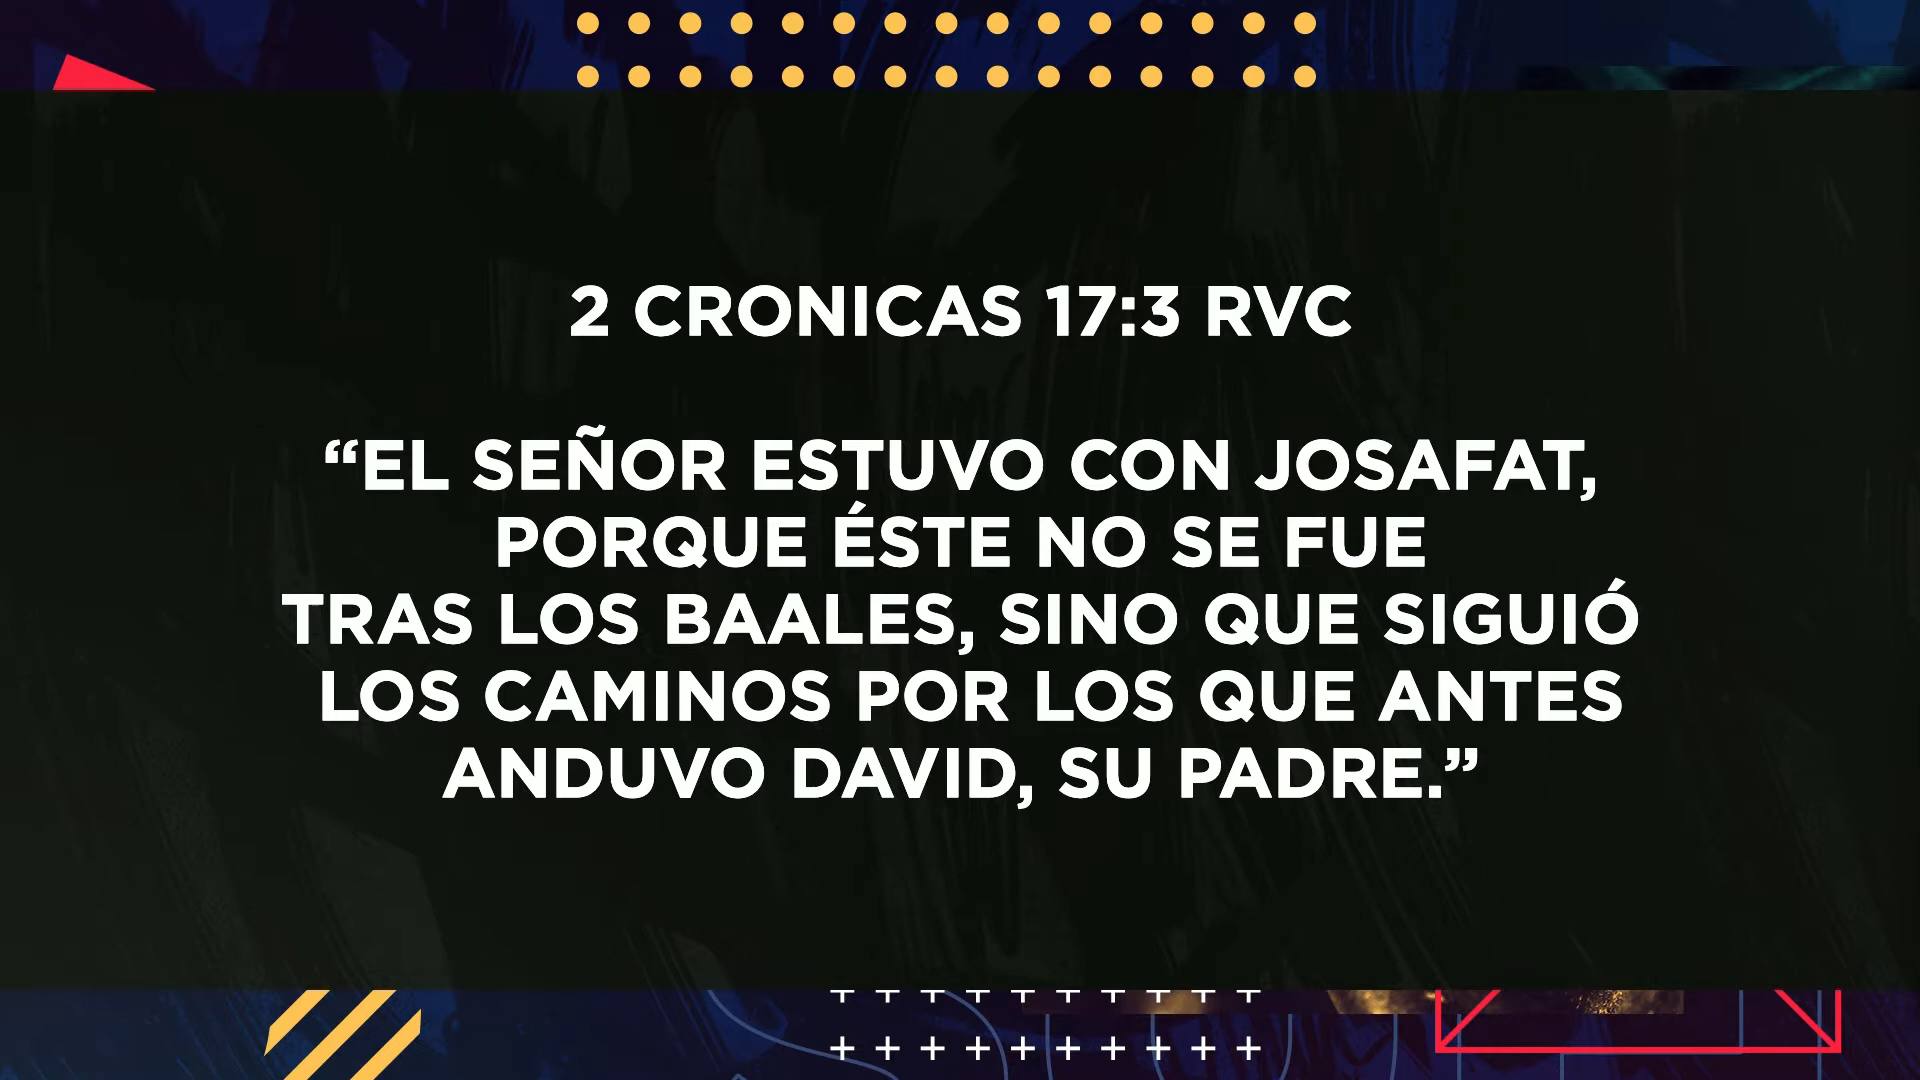 2 CRONICAS 17:3 RVC
“EL SEÑOR ESTUVO CON JOSAFAT,
PORQUE ÉSTE NO SE FUE
TRAS LOS BAALES, SINO QUE SIGUIÓ
LOS CAMINOS POR LOS QUE ANTES
ANDUVO DAVID, SU PADRE.”